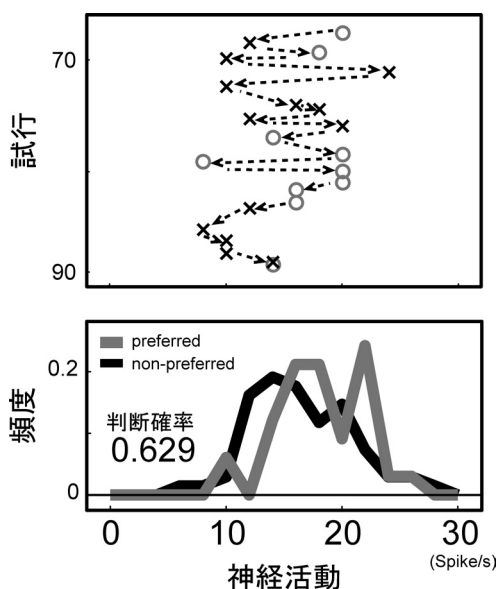 70
試行
90
preferred
non-preferred
0.2
頻度
判断確率
0.629
0
0 10 20 30
(Spike/s)
神経活動